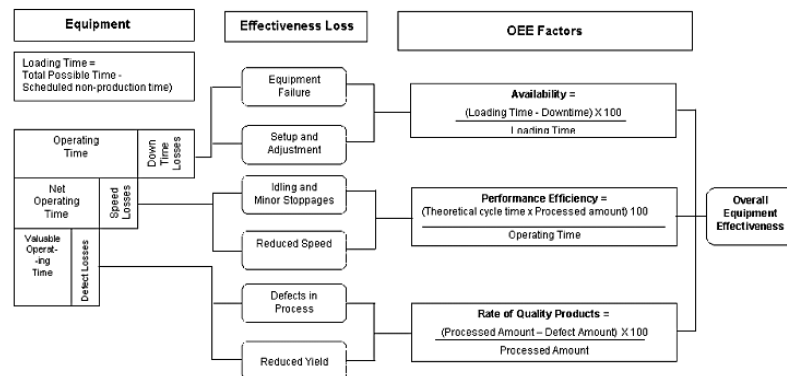 Equipment
Effectiveness Loss
OEE Factors
Loading Time =
Total Possible Time -
Scheduled non-production time)
Equipment
Failure
Availability =
(Loading Time - Downtime) X 100
Loading Time
Operating
Time
Down
Time
Losses
Setup and
Adjustment
Net
Operating
Time
Speed
Losses
Idling and
Minor Stoppages
Performance Efficiency =
(Theoretical cycle time x Processed amount) 100
Operating Time
Overall
Equipment
Effectiveness
Valuable
Operat-
-ing
Time
Defect Losses
Reduced Speed
Defects in
Process
Rate of Quality Products =
(Processed Amount – Defect Amount) X 100
Processed Amount
Reduced Yield